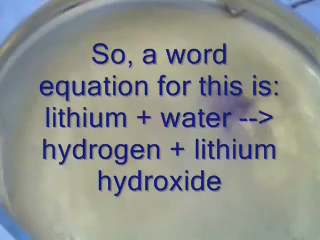 So, a word
equation for this is:
lithium + water -->
hydrogen + lithium
hydroxide